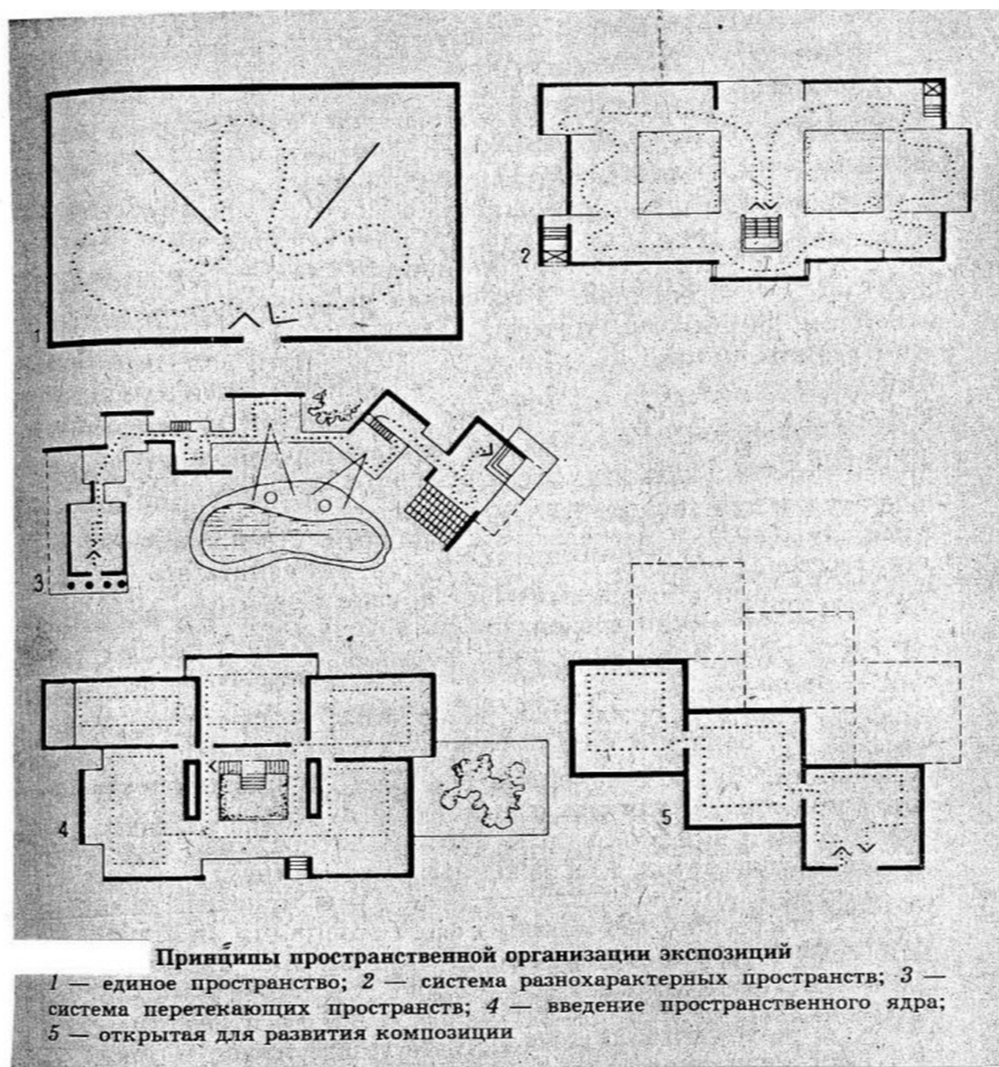 1
2
3
4
5
Принципы пространственной организации экспозиций
1 — единое пространство; 2 — система разнохарактерных пространств; 3 —
система перетекающих пространств; 4 — введение пространственного ядра;
5 — открытая для развития композиции